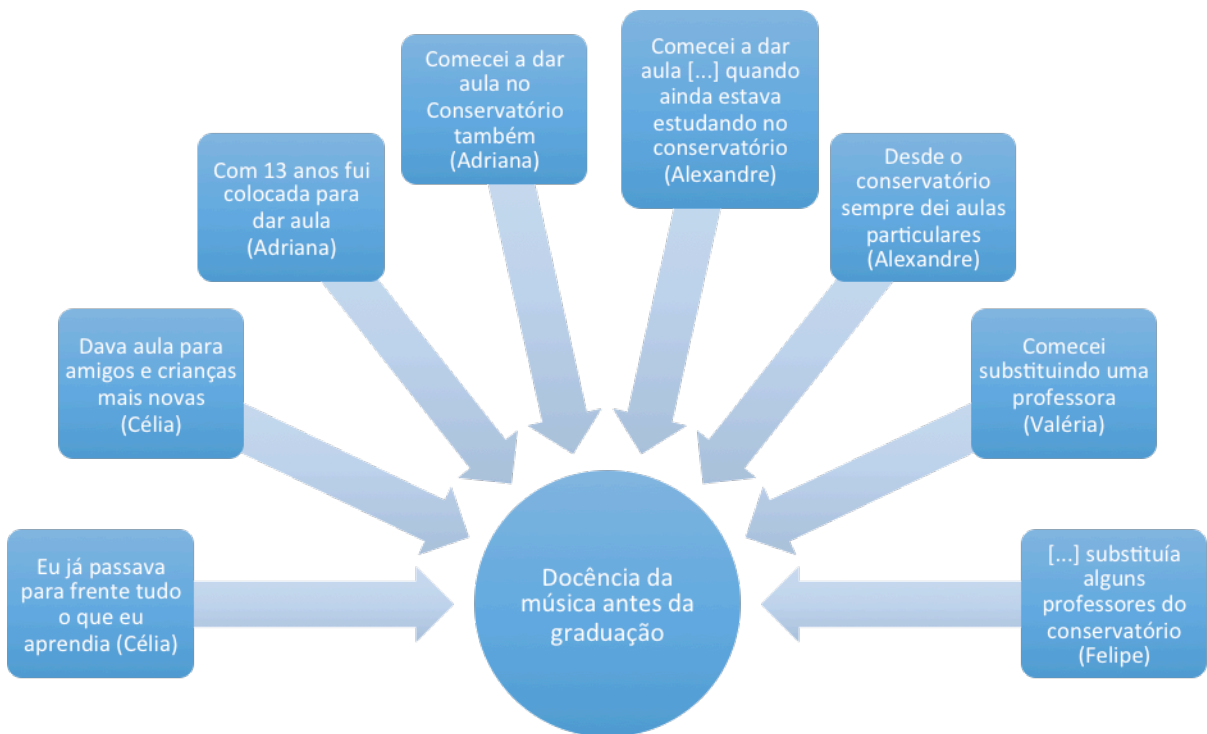 Eu já passava
para frente tudo
o que eu
aprendia (Célia)
Dava aula para
amigos e crianças
mais novas
(Célia)
Com 13 anos fui
colocada para
dar aula
(Adriana)
Comecei a dar
aula no
Conservatório
também
(Adriana)
Comecei a dar
aula [...] quando
ainda estava
estudando no
conservatório
(Alexandre)
Desde o
conservatório
sempre dei aulas
particulares
(Alexandre)
Comecei
substituindo uma
professora
(Valéria)
[...] substituía
alguns
professores do
conservatório
(Felipe)
Docência da
música antes da
graduação